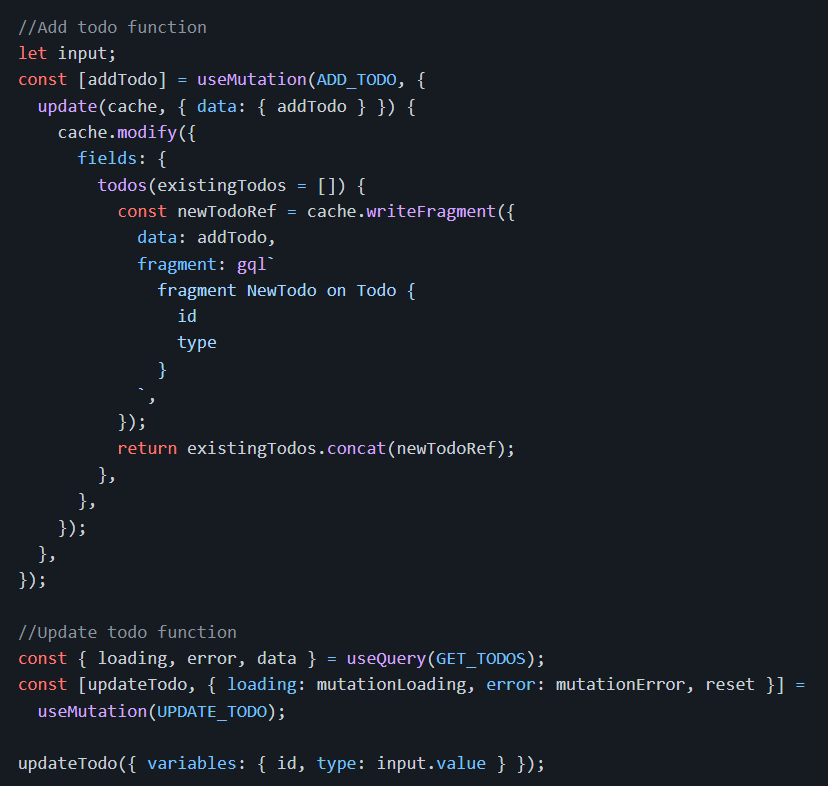 //Add todo function
let input;
const [addTodo] = useMutation(ADD_TODO, {
  update(cache, { data: { addTodo } }) {
    cache.modify({
      fields: {
        todos(existingTodos = []) {
          const newTodoRef = cache.writeFragment({
            data: addTodo,
            fragment: gql`
              fragment NewTodo on Todo {
                id
                type
              }
            `,
          });
          return existingTodos.concat(newTodoRef);
        },
      },
    });
  },
});

//Update todo function
const { loading, error, data } = useQuery(GET_TODOS);
const [updateTodo, { loading: mutationLoading, error: mutationError, reset }] =
  useMutation(UPDATE_TODO);

updateTodo({ variables: { id, type: input.value } });